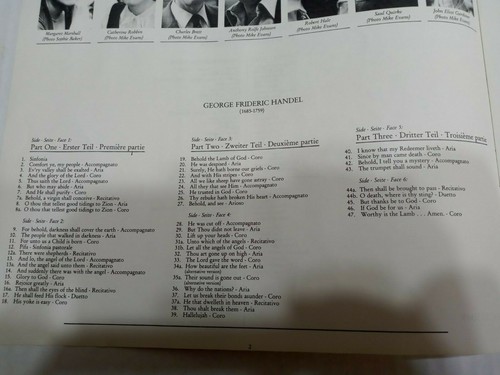 Margaret Marshall
(Photo Sophie Baker)
Catherine Robbin
(Photo Mike Evans)
Charles Brett
(Photo Mike Evans)
Anthony Rolfe Johnson
(Photo Mike Evans)
Robert Hale
(Photo Mike Evans)
Saul Quirke
(Photo Mike Evans)
John Eliot Gardiner
GEORGE FRIDERIC HANDEL
(1685-1759)
Side - Seite - Face 1:
Part One - Erster Teil - Première partie
1. Sinfonia
2. Comfort ye, my people - Accompagnato
3. Ev'ry valley shall be exalted - Aria
4. And the glory of the Lord - Coro
5. Thus saith the Lord - Accompagnato
6. But who may abide - Aria
7. And He shall purify - Coro
7a. Behold, a virgin shall conceive - Recitativo
8. O thou that tellest good tidings to Zion - Aria
8a. O thou that tellest good tidings to Zion - Coro
Side - Seite - Face 2:
9. For behold, darkness shall cover the earth - Accompagnato
10. The people that walked in darkness - Aria
11. For unto us a Child is born - Coro
12. Pifa - Sinfonia pastorale
12a. There were shepherds - Recitativo
13. And lo, the angel of the Lord - Accompagnato
13a. And the angel said unto them - Recitativo
14. And suddenly there was with the angel - Accompagnato
15. Glory to God - Coro
16. Rejoice greatly - Aria
16a. Then shall the eyes of the blind - Recitativo
17. He shall feed His flock - Duetto
18. His yoke is easy - Coro
Side - Seite - Face 3:
Part Two - Zweiter Teil - Deuxième partie
19. Behold the Lamb of God - Coro
20. He was despised - Aria
21. Surely, He hath borne our griefs - Coro
22. And with His stripes - Coro
23. All we like sheep have gone astray - Coro
24. All they that see Him - Accompagnato
25. He trusted in God - Coro
26. Thy rebuke hath broken His heart - Accompagnato
27. Behold, and see - Arioso
Side - Seite - Face 4:
28. He was cut off - Accompagnato
29. But Thou didst not leave - Aria
30. Lift up your heads - Coro
31a. Unto which of the angels - Recitativo
31b. Let all the angels of God - Coro
32. Thou art gone up on high - Aria
33. The Lord gave the word - Coro
34a. How beautiful are the feet - Aria
(alternative version)
35a. Their sound is gone out - Coro
(alternative version)
36. Why do the nations? - Aria
37. Let us break their bonds asunder - Coro
37a. He that dwelleth in heaven - Recitativo
38. Thou shalt break them - Aria
39. Hallelujah - Coro
Side - Seite - Face 5:
Part Three - Dritter Teil - Troisième partie
40. I know that my Redeemer liveth - Aria
41. Since by man came death - Coro
42. Behold, I tell you a mystery - Accompagnato
43. The trumpet shall sound - Aria
Side - Seite - Face 6:
44a. Then shall be brought to pass - Recitativo
44b. O death, where is thy sting? - Duetto
45. But thanks be to God - Coro
46. If God be for us - Aria
47. Worthy is the Lamb . . . Amen. - Coro
2